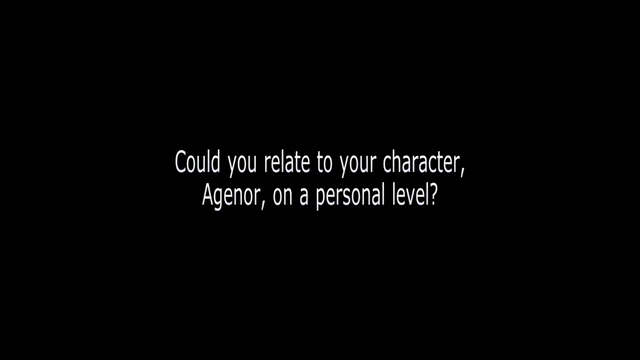 Could you relate to your character,
Agenor, on a personal level?